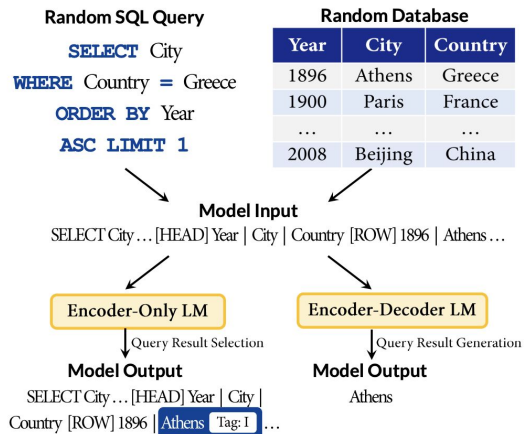 Random SQL Query
SELECT City
WHERE Country = Greece
ORDER BY Year
ASC LIMIT 1
Random Database
Year City Country
1896 Athens Greece
1900 Paris France
... ... ...
2008 Beijing China
Model Input
SELECT City ... [HEAD] Year | City | Country [ROW] 1896 | Athens ...
Encoder-Only LM
Query Result Selection
Model Output
SELECT City ... [HEAD] Year | City |
Country [ROW] 1896 | Athens Tag: I ...
Encoder-Decoder LM
Query Result Generation
Model Output
Athens